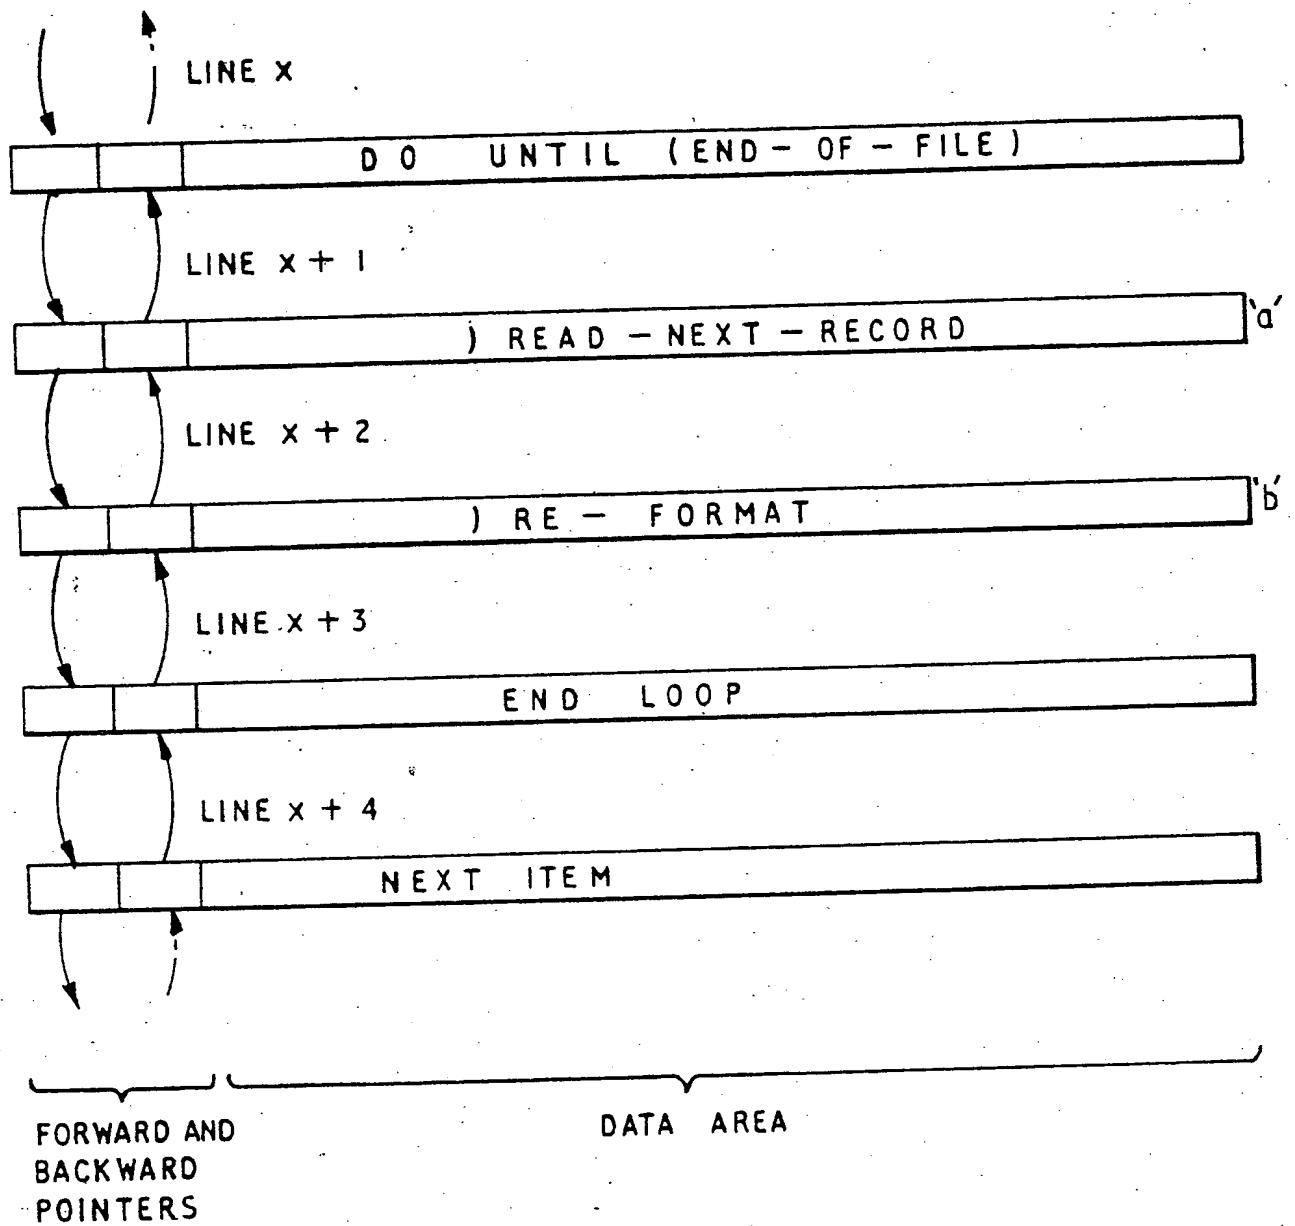 LINE x
DO UNTIL (END-OF-FILE)
LINE x + 1
) READ-NEXT-RECORD
'a'
LINE x + 2
) RE-FORMAT
'b'
LINE x + 3
END LOOP
LINE x + 4
NEXT ITEM
FORWARD AND
BACKWARD
POINTERS
DATA AREA